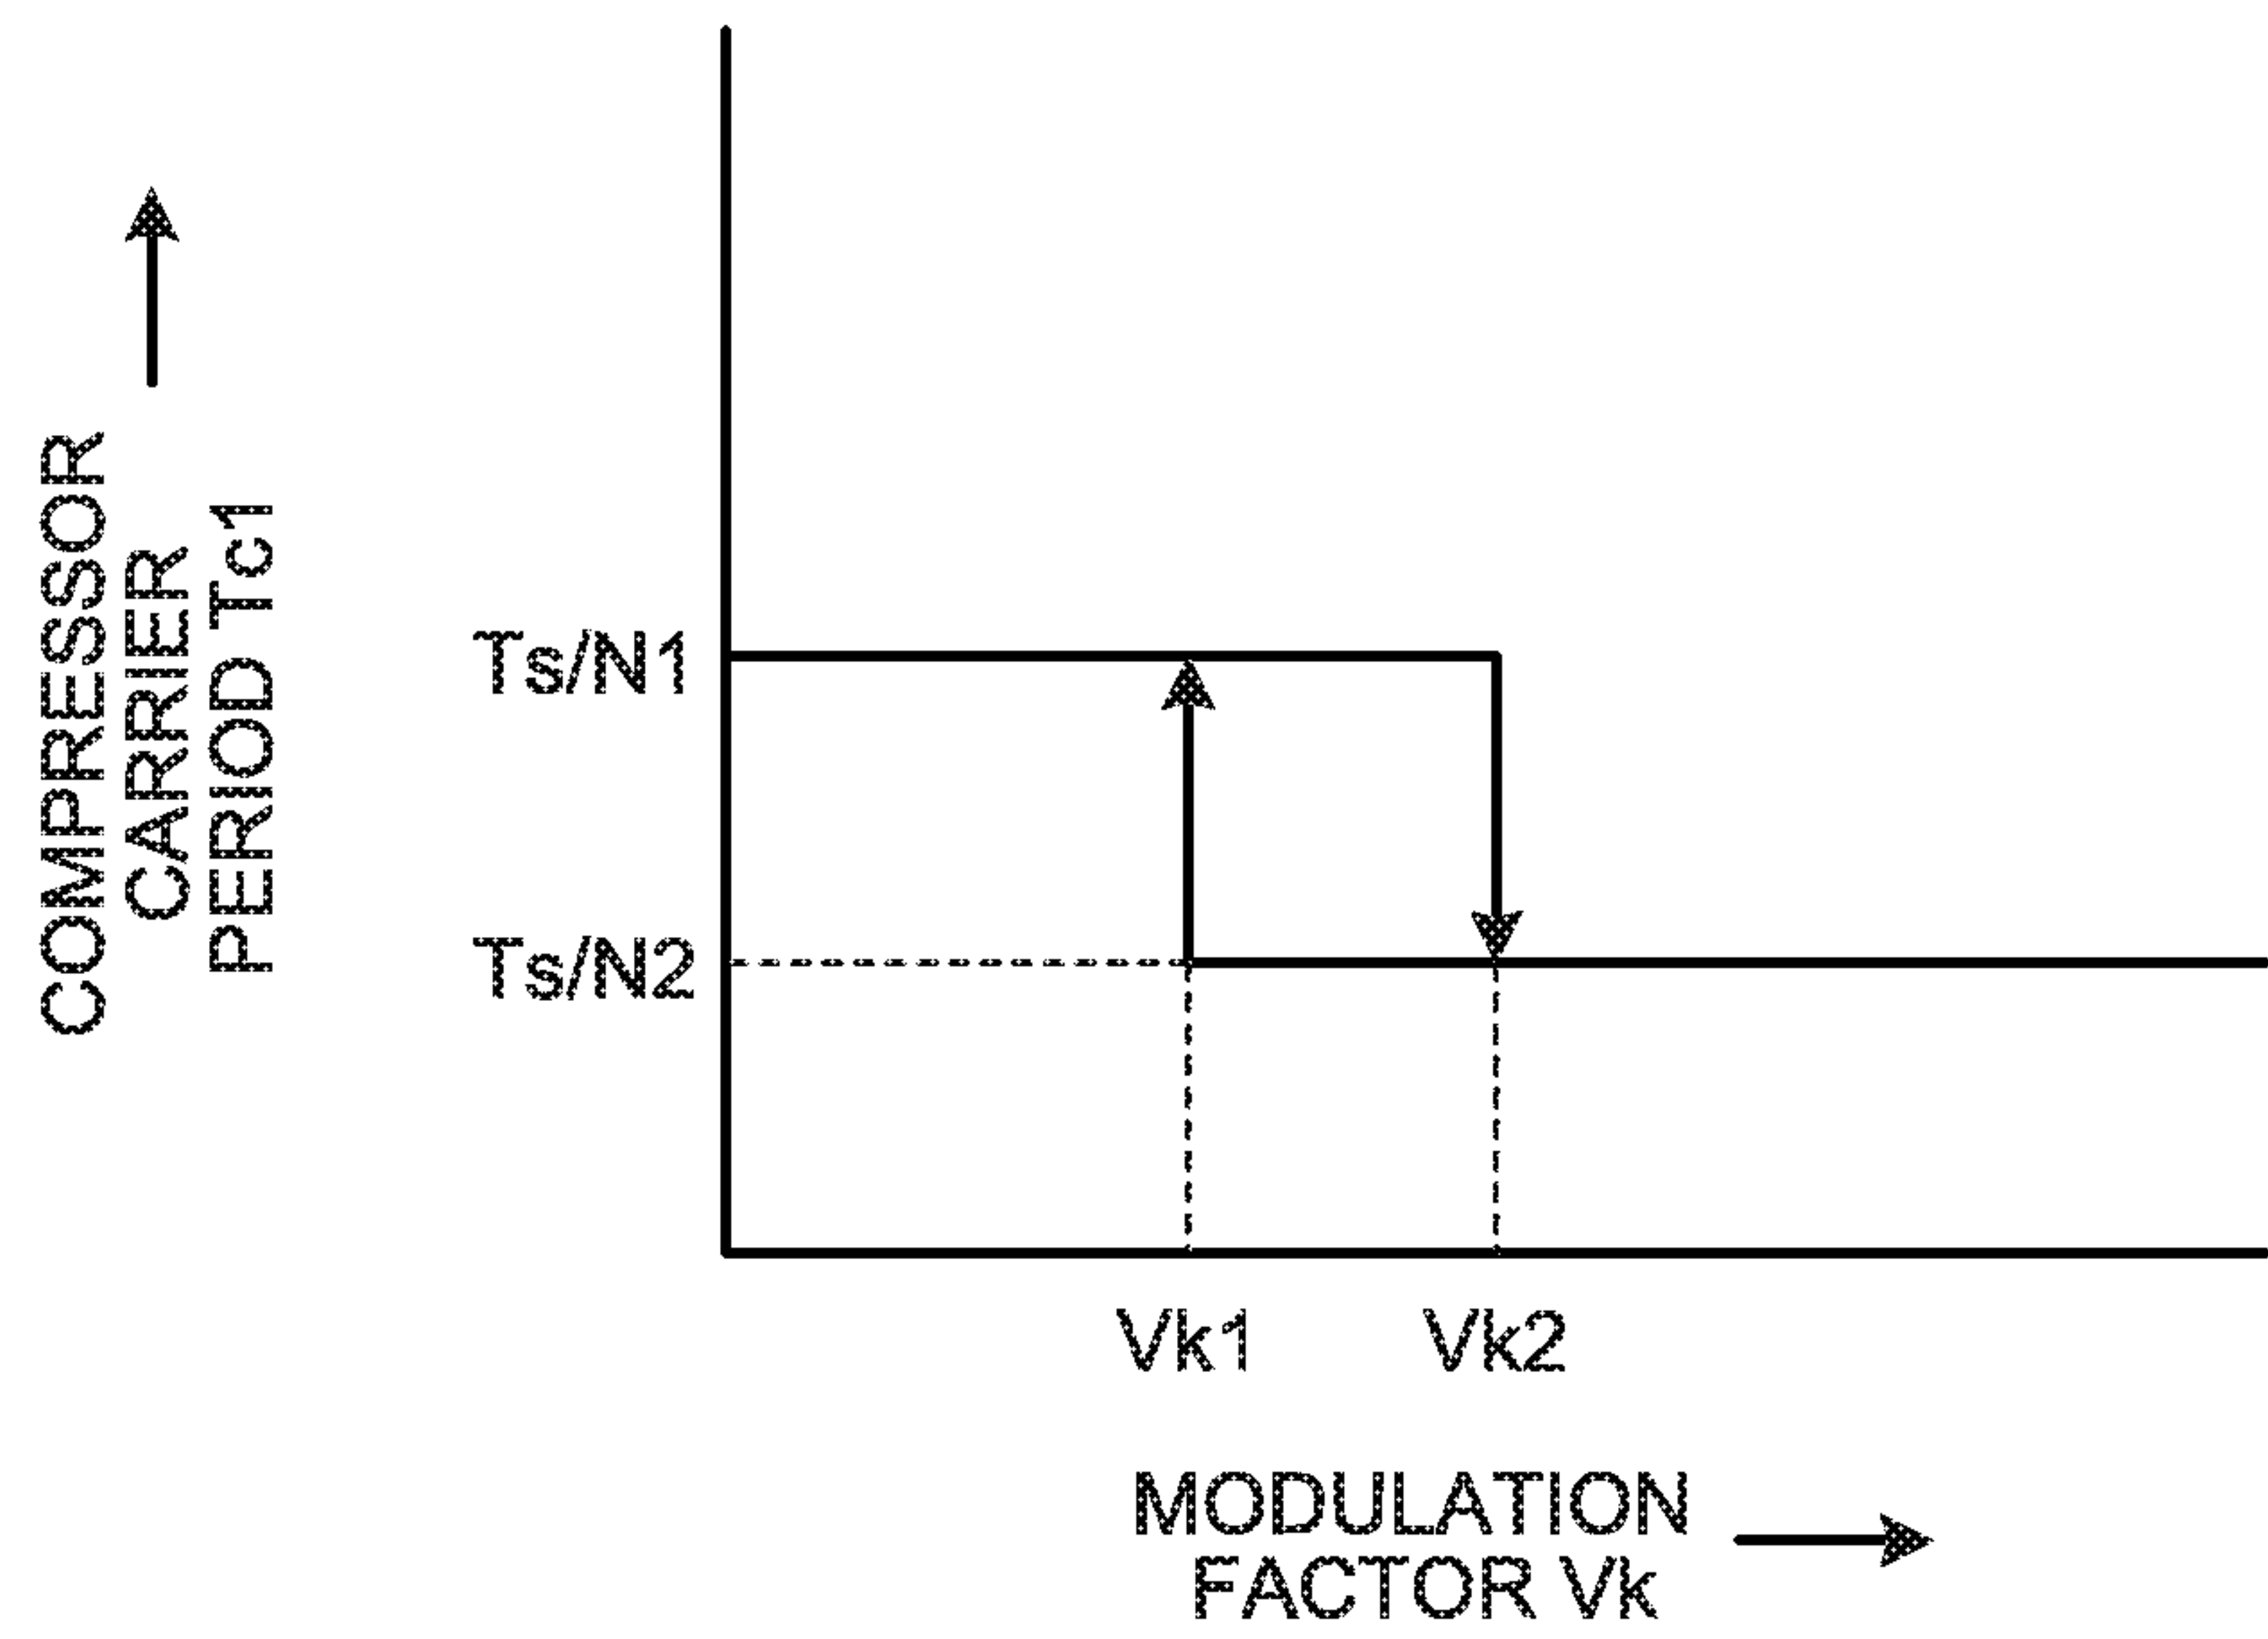 COMPRESSOR
CARRIER
PERIOD Tc1
Ts/N1
Ts/N2
Vk1
Vk2
MODULATION
FACTOR Vk